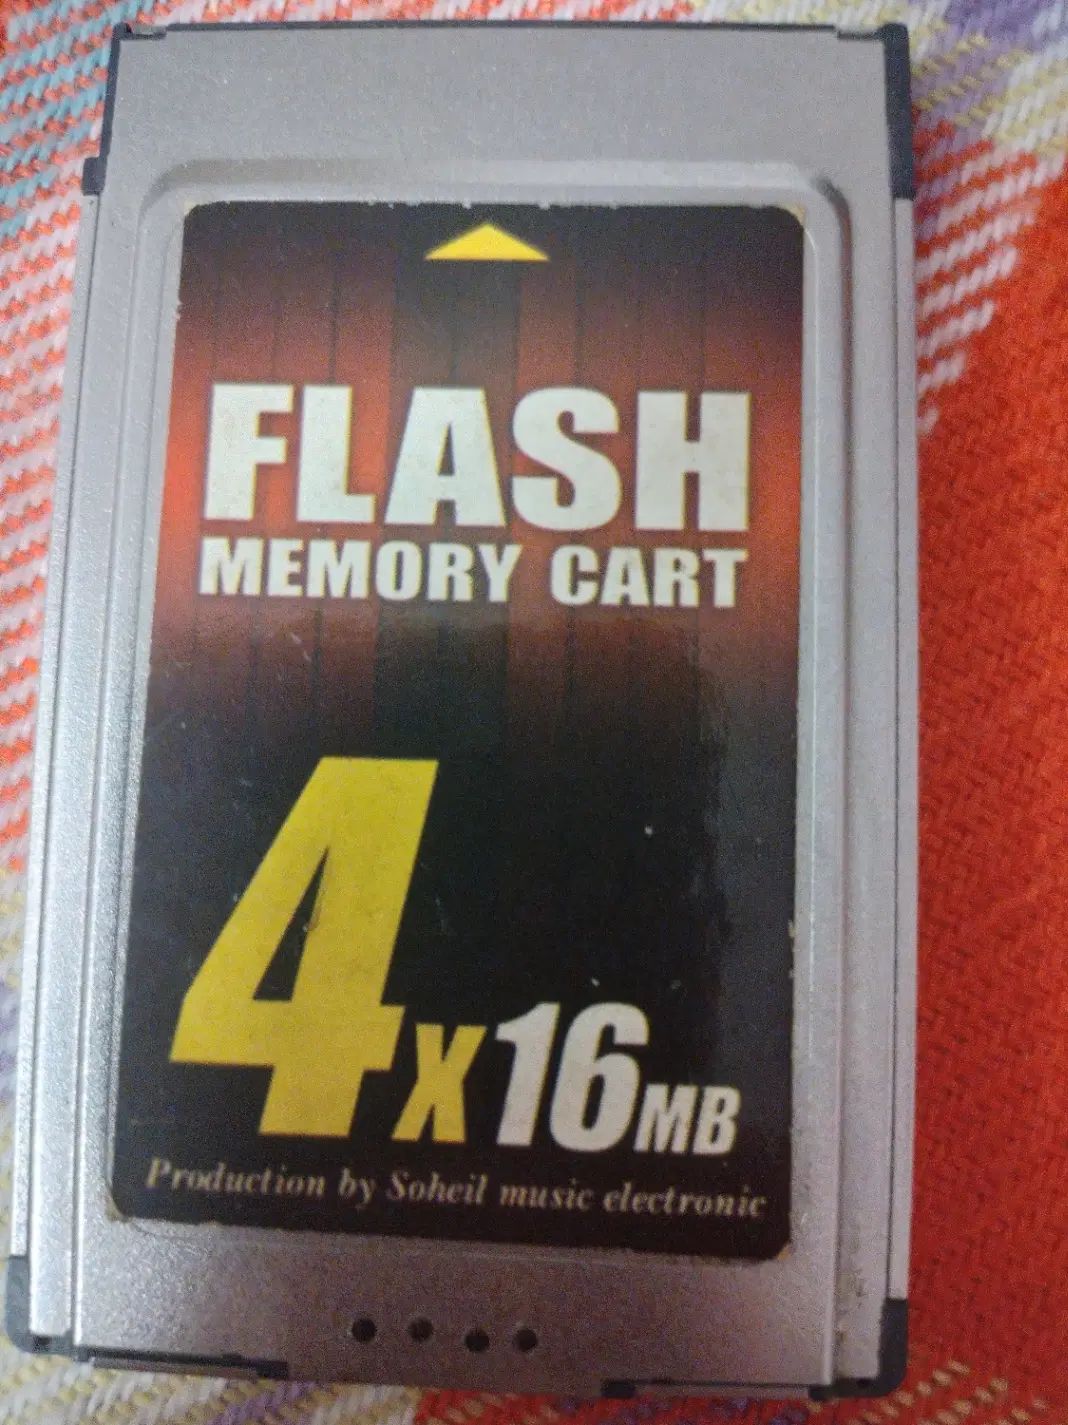 FLASH
MEMORY CART
4x16MB
Production by Soheil music electronic